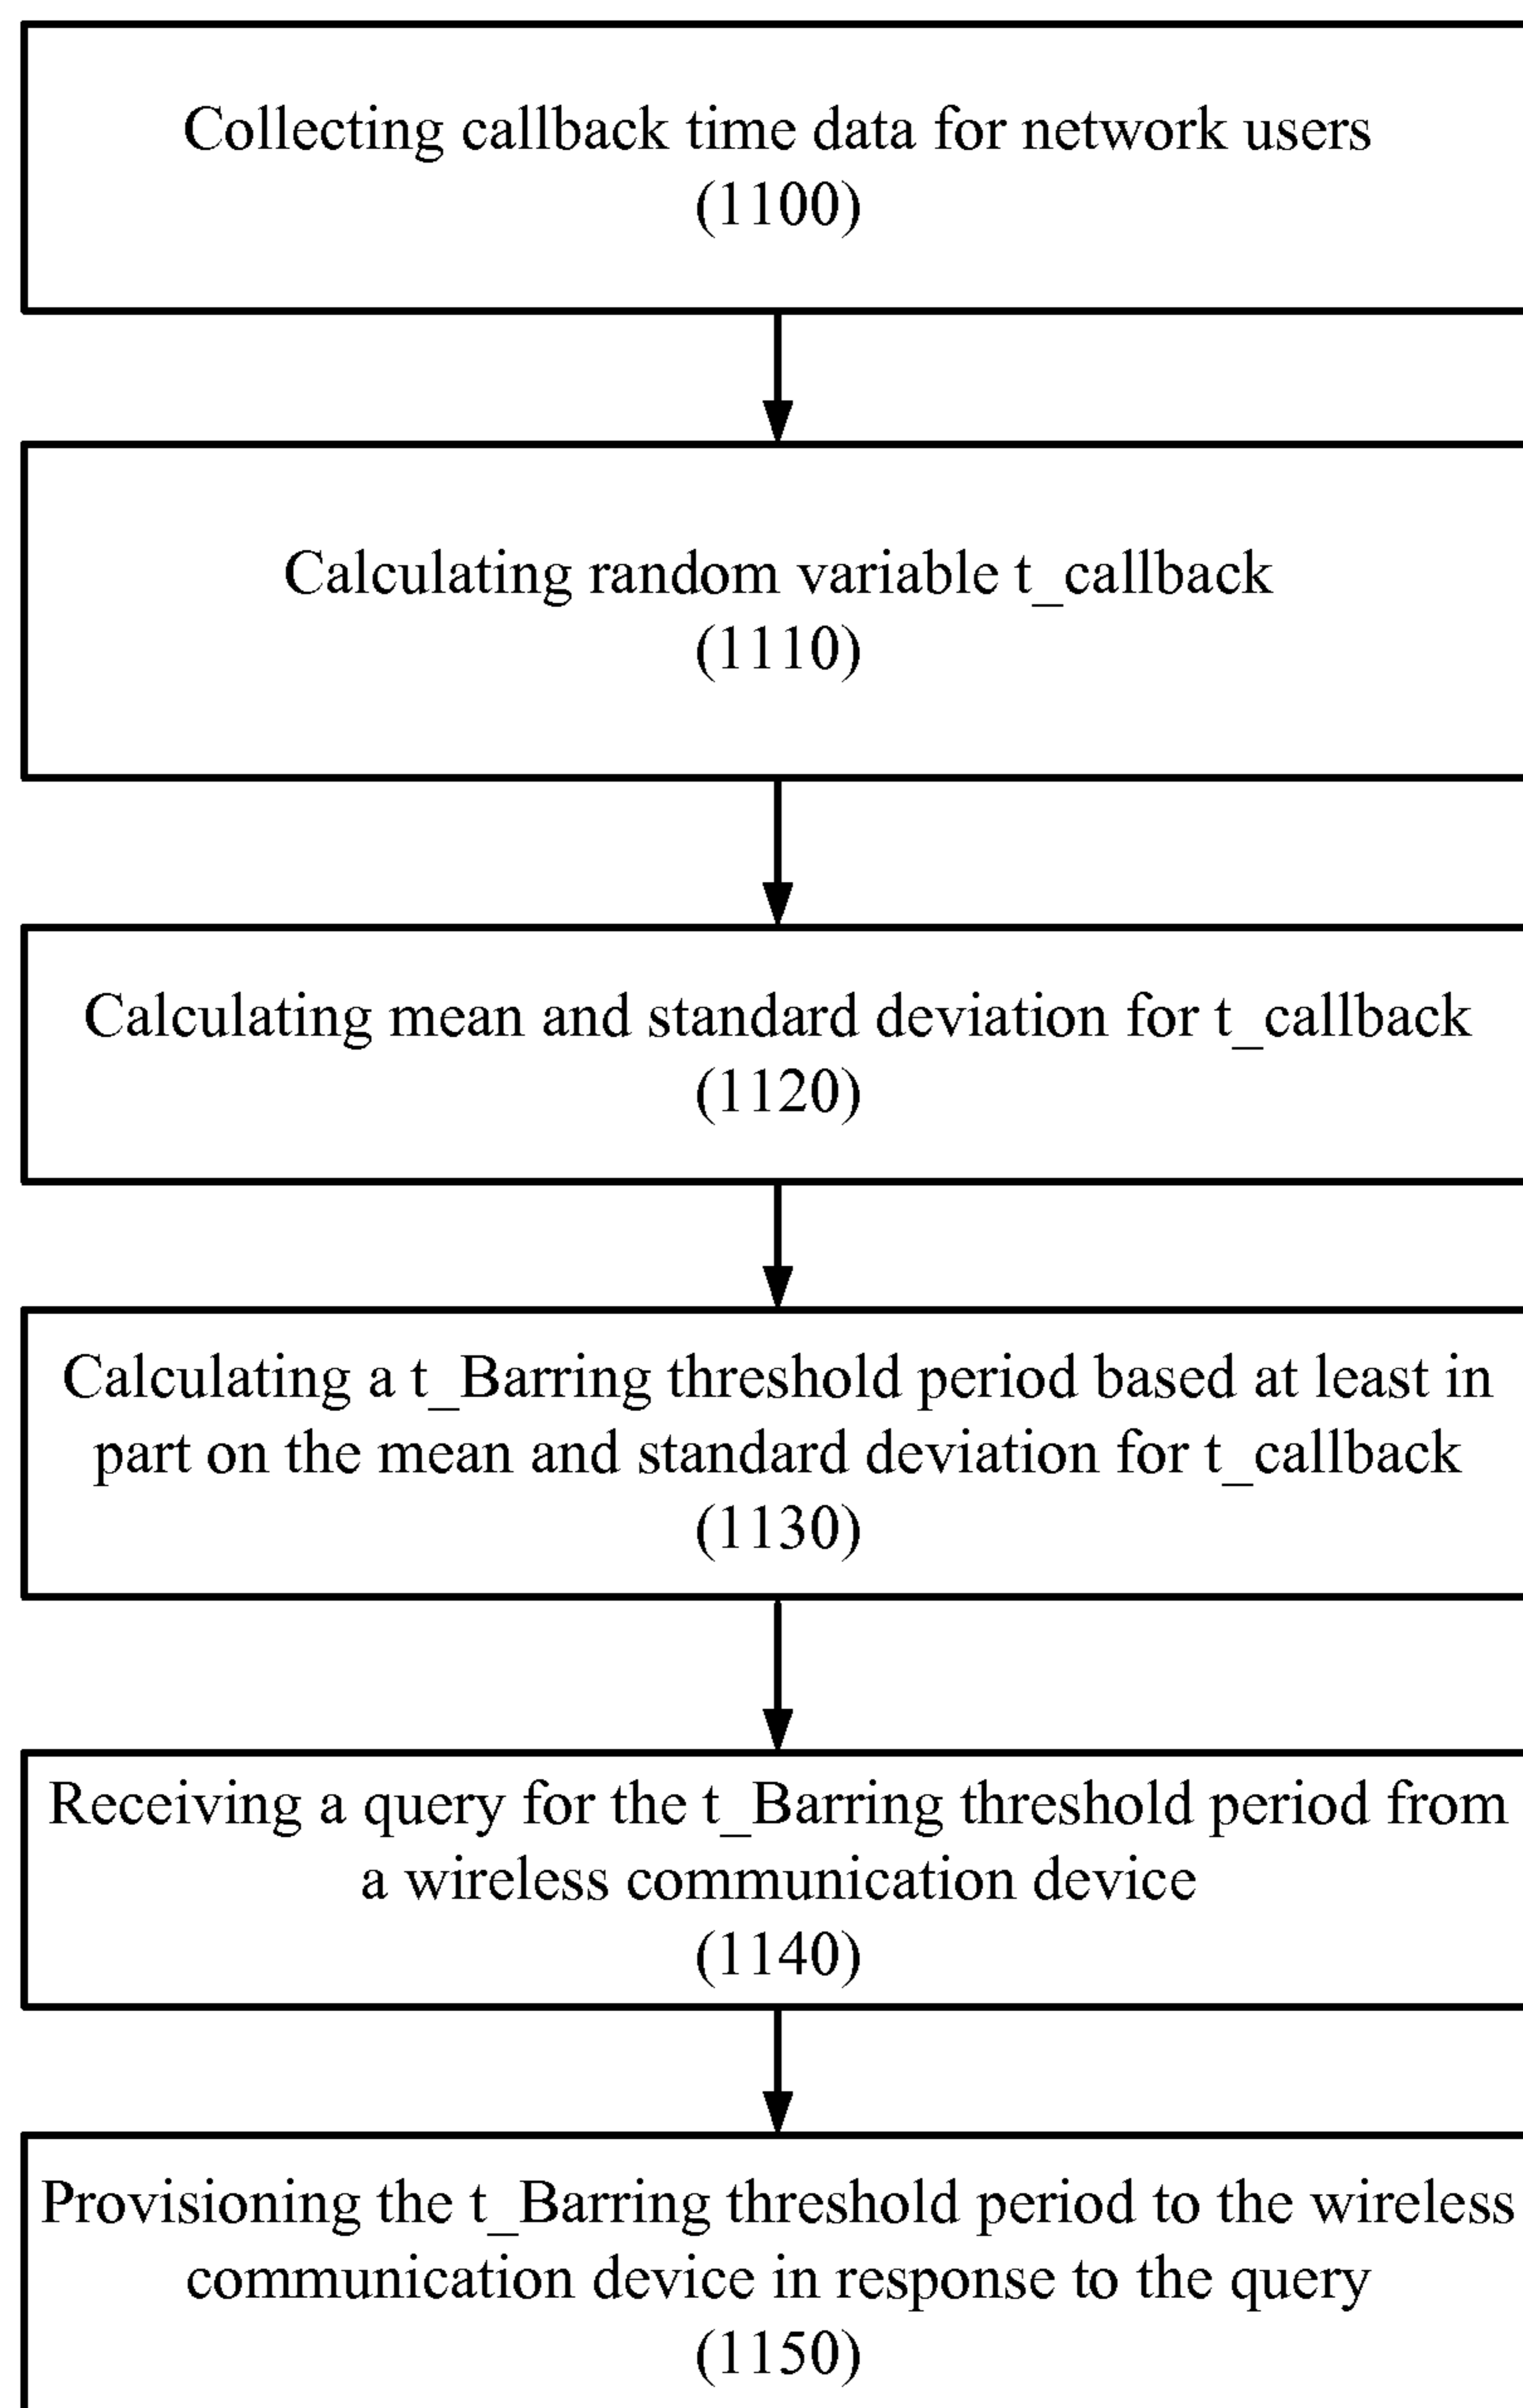 Collecting callback time data for network users
(1100)
Calculating random variable t_callback
(1110)
Calculating mean and standard deviation for t_callback
(1120)
Calculating a t_Barring threshold period based at least in
part on the mean and standard deviation for t_callback
(1130)
Receiving a query for the t_Barring threshold period from
a wireless communication device
(1140)
Provisioning the t_Barring threshold period to the wireless
communication device in response to the query
(1150)